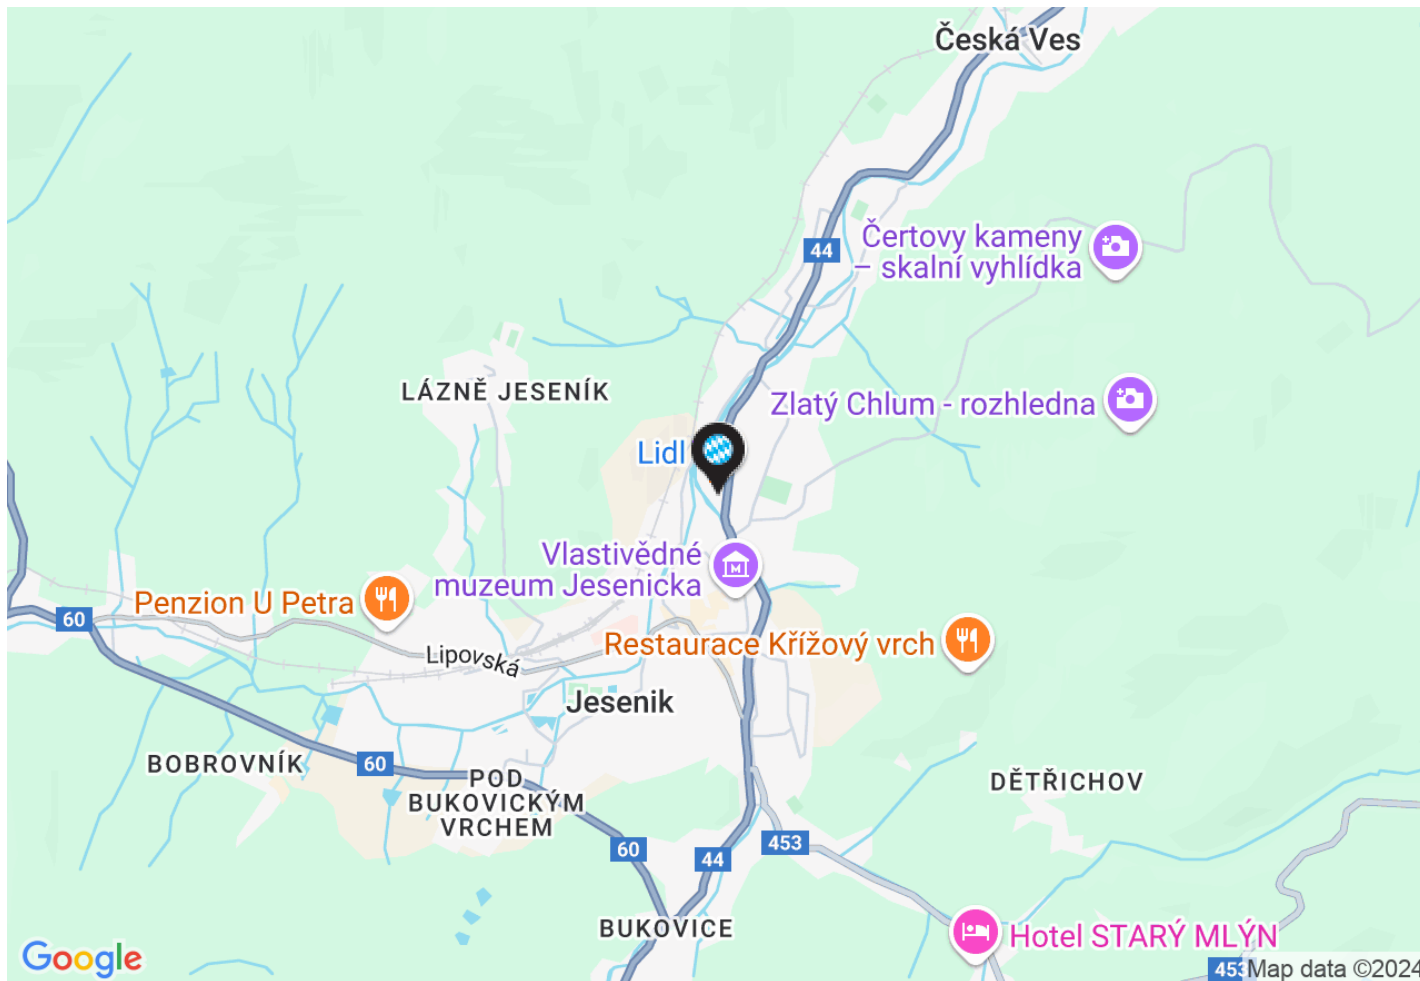 Česká Ves
44
Čertovy kameny
– skalní vyhlídka
LÁZNĚ JESENÍK
Zlatý Chlum - rozhledna
Lidl
Vlastivědné
muzeum Jesenicka
M
Penzion U Petra
60
Restaurace Křížový vrch
Lipovská
Jesenik
BOBROVNÍK
60
POD
BUKOVICKÝM
VRCHEM
DĚTŘICHOV
60
44
453
BUKOVICE
Hotel STARÝ MLÝN
Google
453
Map data ©2024